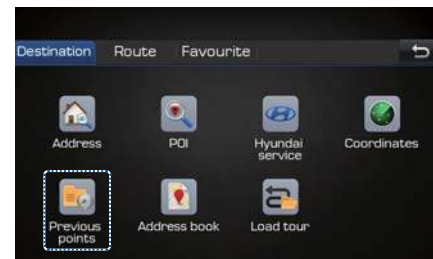 Destination Route Favourite
Address POI Hyundai service Coordinates
Previous points Address book Load tour